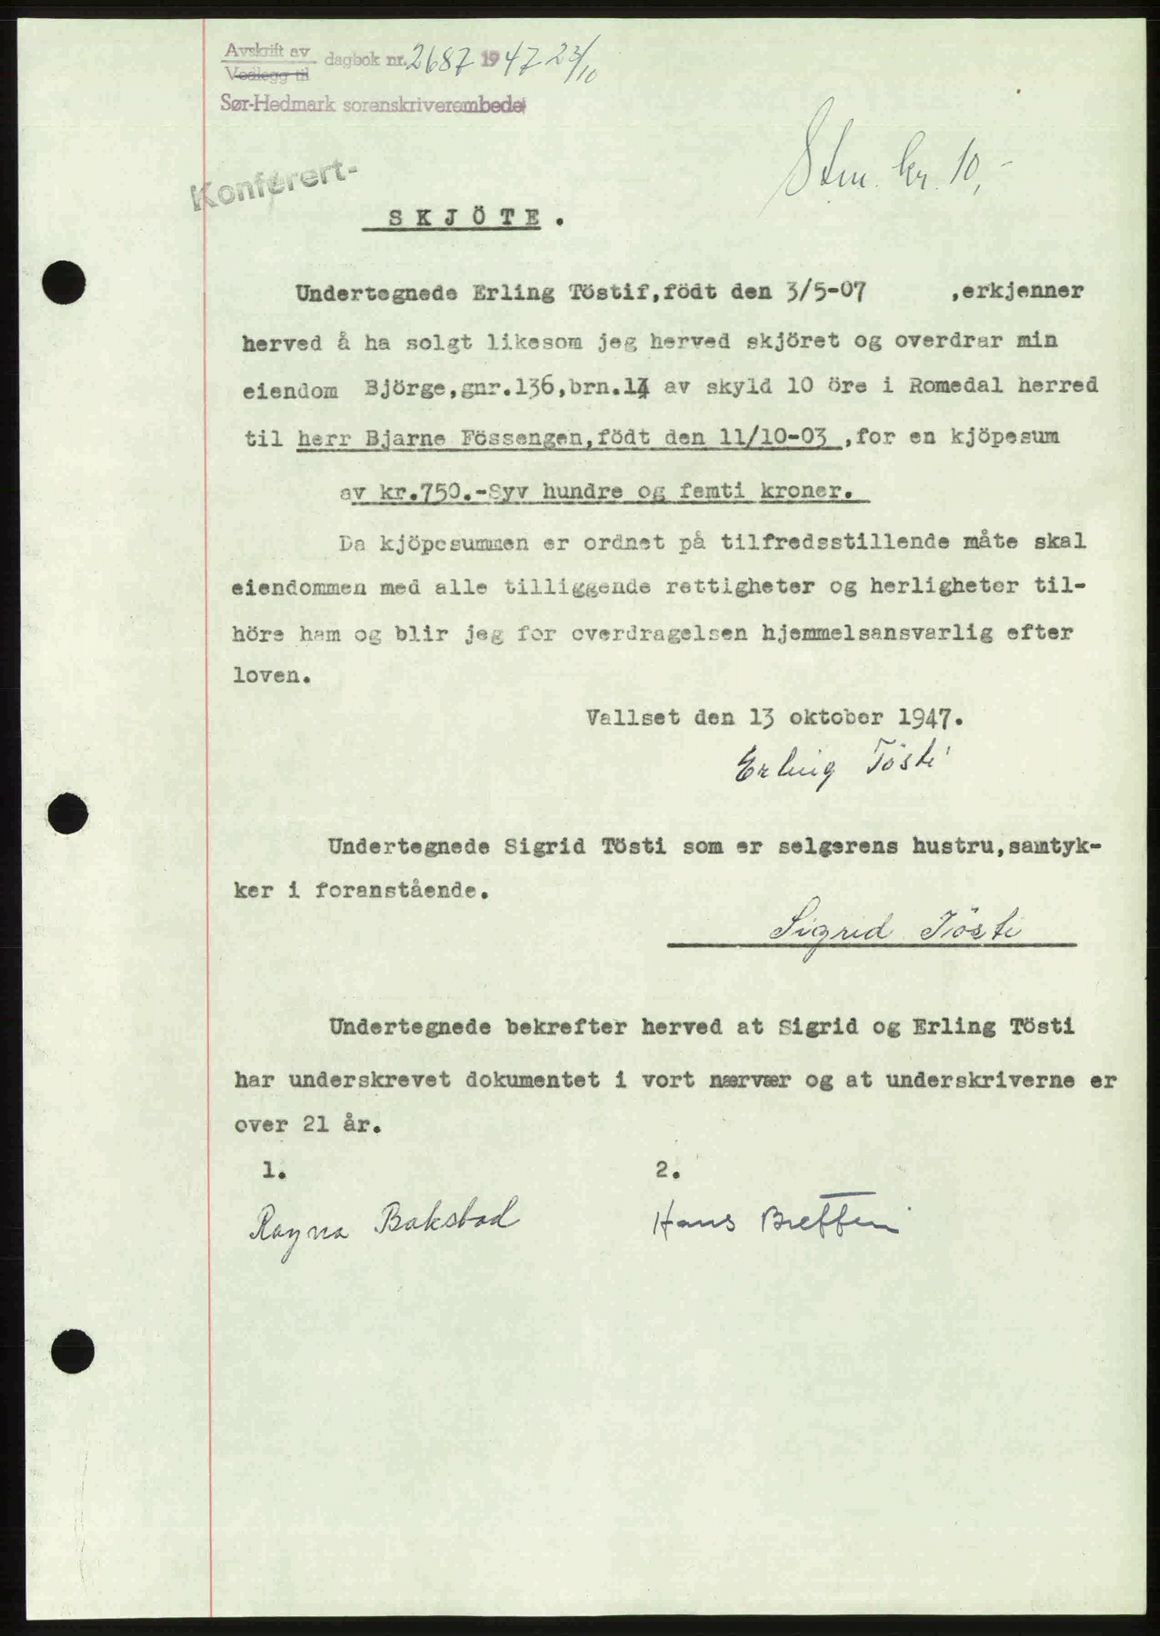 Avskrift av
Vedlegg til
dagbok nr. 2687 1947 23/10
Sør-Hedmark sorenskriverembede
Stm. kr. 10,-
Konferert-
SKJÖTE.
Undertegnede Erling Töstif,födt den 3/5-07 ,erkjenner
herved å ha solgt likesom jeg herved skjöret og overdrar min
eiendom Björge,gnr.136,brn. av skyld 10 öre i Romedal herred
til herr Bjarne Fössengen,födt den 11/10-03 ,for en kjöpesum
av kr.750.-Syv hundre og femti kroner.
Da kjöpesummen er ordnet på tilfredsstillende måte skal
eiendommen med alle tilliggende rettigheter og herligheter til-
höre ham og blir jeg for overdragelsen hjemmelsansvarlig efter
loven.
Vallset den 13 oktober 1947.
Erling Tösti
Undertegnede Sigrid Tösti som er selgerens hustru,samtyk-
ker i foranstående.
Sigrid Tösti
Undertegnede bekrefter herved at Sigrid og Erling Tösti
har underskrevet dokumentet i vort nærvær og at underskriverne er
over 21 år.
1. 2.
Ragna Bakstad Hans